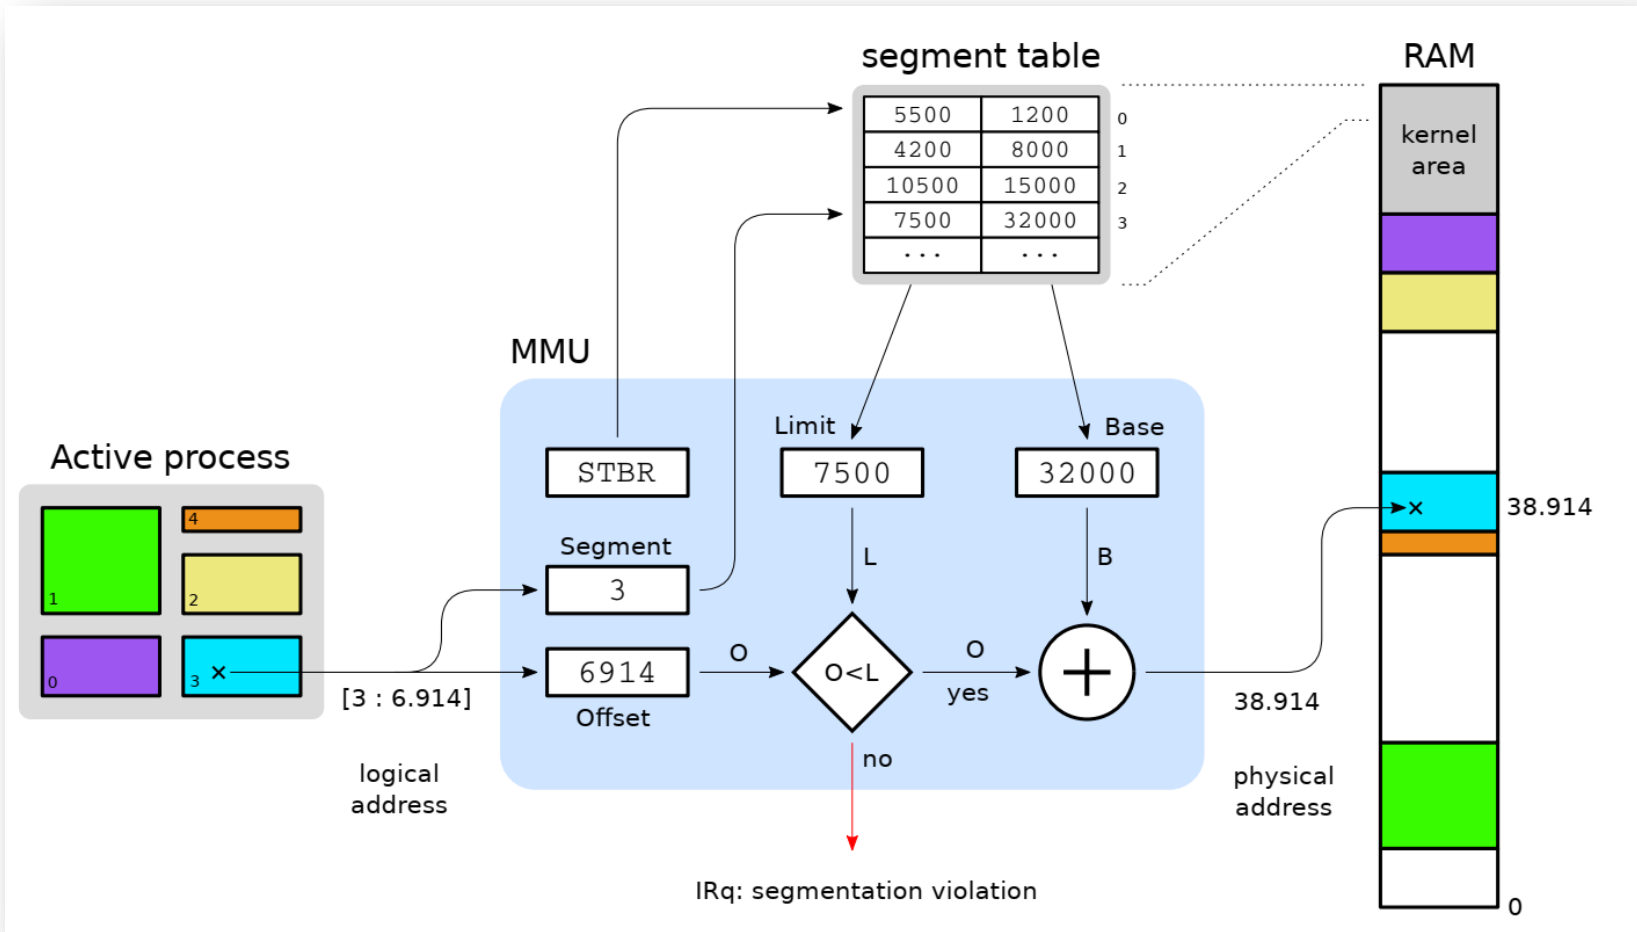 segment table
RAM
5500 1200 0
4200 8000 1
10500 15000 2
7500 32000 3
... ...
kernel
area
MMU
Limit
Base
STBR
7500
32000
Active process
1
4
2
0
3
Segment
3
L
B
6914
Offset
O
O<L
O
yes
no
[3 : 6.914]
logical
address
38.914
physical
address
38.914
IRq: segmentation violation
0